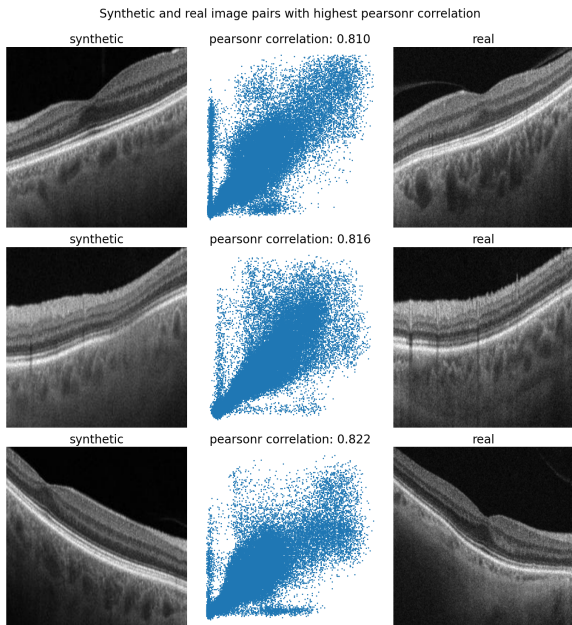 Synthetic and real image pairs with highest pearsonr correlation
synthetic
pearsonr correlation: 0.810
real
synthetic
pearsonr correlation: 0.816
real
synthetic
pearsonr correlation: 0.822
real